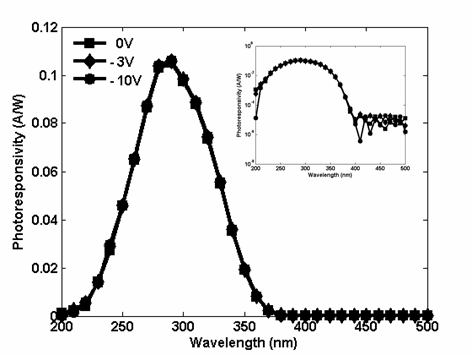 0V
- 3V
- 10V
0.12
0.1
0.08
0.06
0.04
0.02
0
Photoresponsivity (A/W)
200 250 300 350 400 450 500
Wavelength (nm)
Photoresponsivity (A/W)
200 250 300 350 400 450 500
Wavelength (nm)